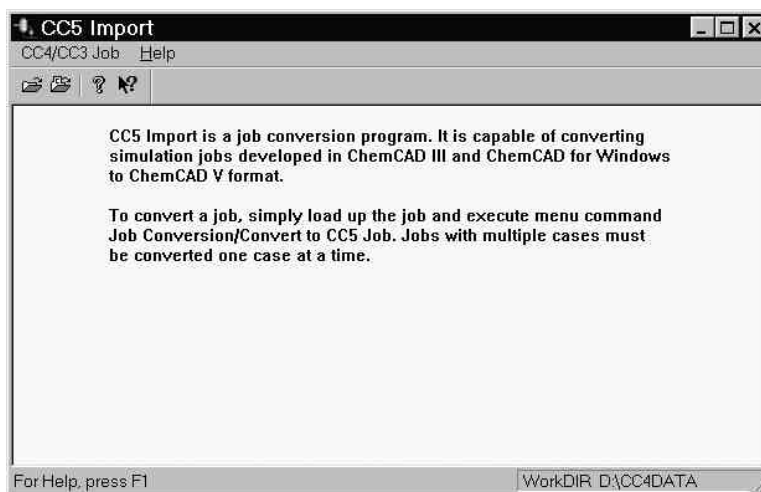 CC5 Import
CC4/CC3 Job Help
CC5 Import is a job conversion program. It is capable of converting
simulation jobs developed in ChemCAD III and ChemCAD for Windows
to ChemCAD V format.
To convert a job, simply load up the job and execute menu command
Job Conversion/Convert to CC5 Job. Jobs with multiple cases must
be converted one case at a time.
For Help, press F1
WorkDIR D:\CC4DATA